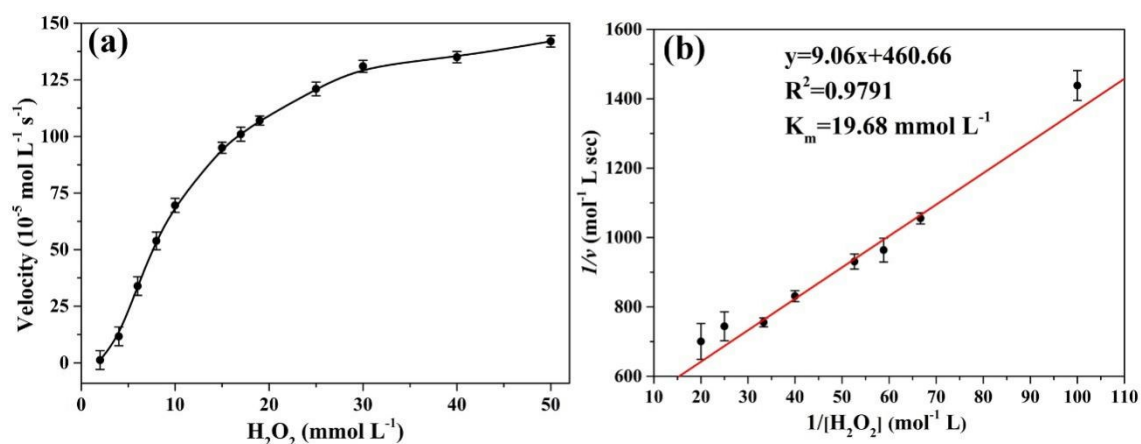 (a)
150
125
100
75
50
25
0
Velocity (10⁻⁵ mol L⁻¹ s⁻¹)
0 10 20 30 40 50
H₂O₂ (mmol L⁻¹)
(b)
y=9.06x+460.66
R²=0.9791
Kₘ=19.68 mmol L⁻¹
1600
1400
1200
1000
800
600
1/v (mol⁻¹ L sec)
10 20 30 40 50 60 70 80 90 100 110
1/[H₂O₂] (mol⁻¹ L)